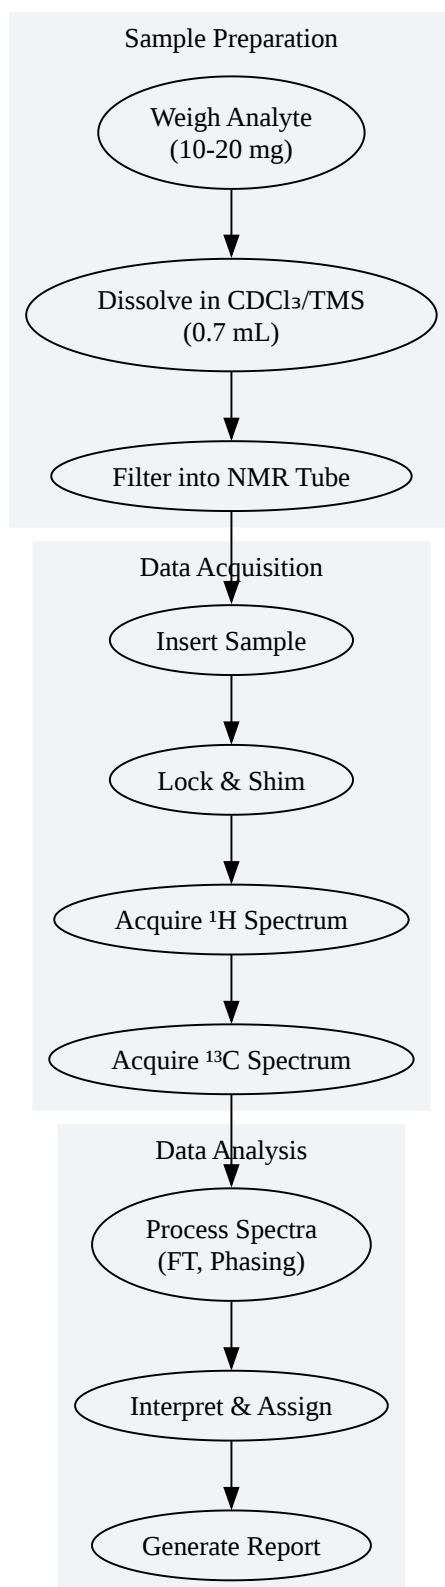 Sample Preparation
Weigh Analyte
(10-20 mg)
Dissolve in CDCl₃/TMS
(0.7 mL)
Filter into NMR Tube
Data Acquisition
Insert Sample
Lock & Shim
Acquire ¹H Spectrum
Acquire ¹³C Spectrum
Data Analysis
Process Spectra
(FT, Phasing)
Interpret & Assign
Generate Report